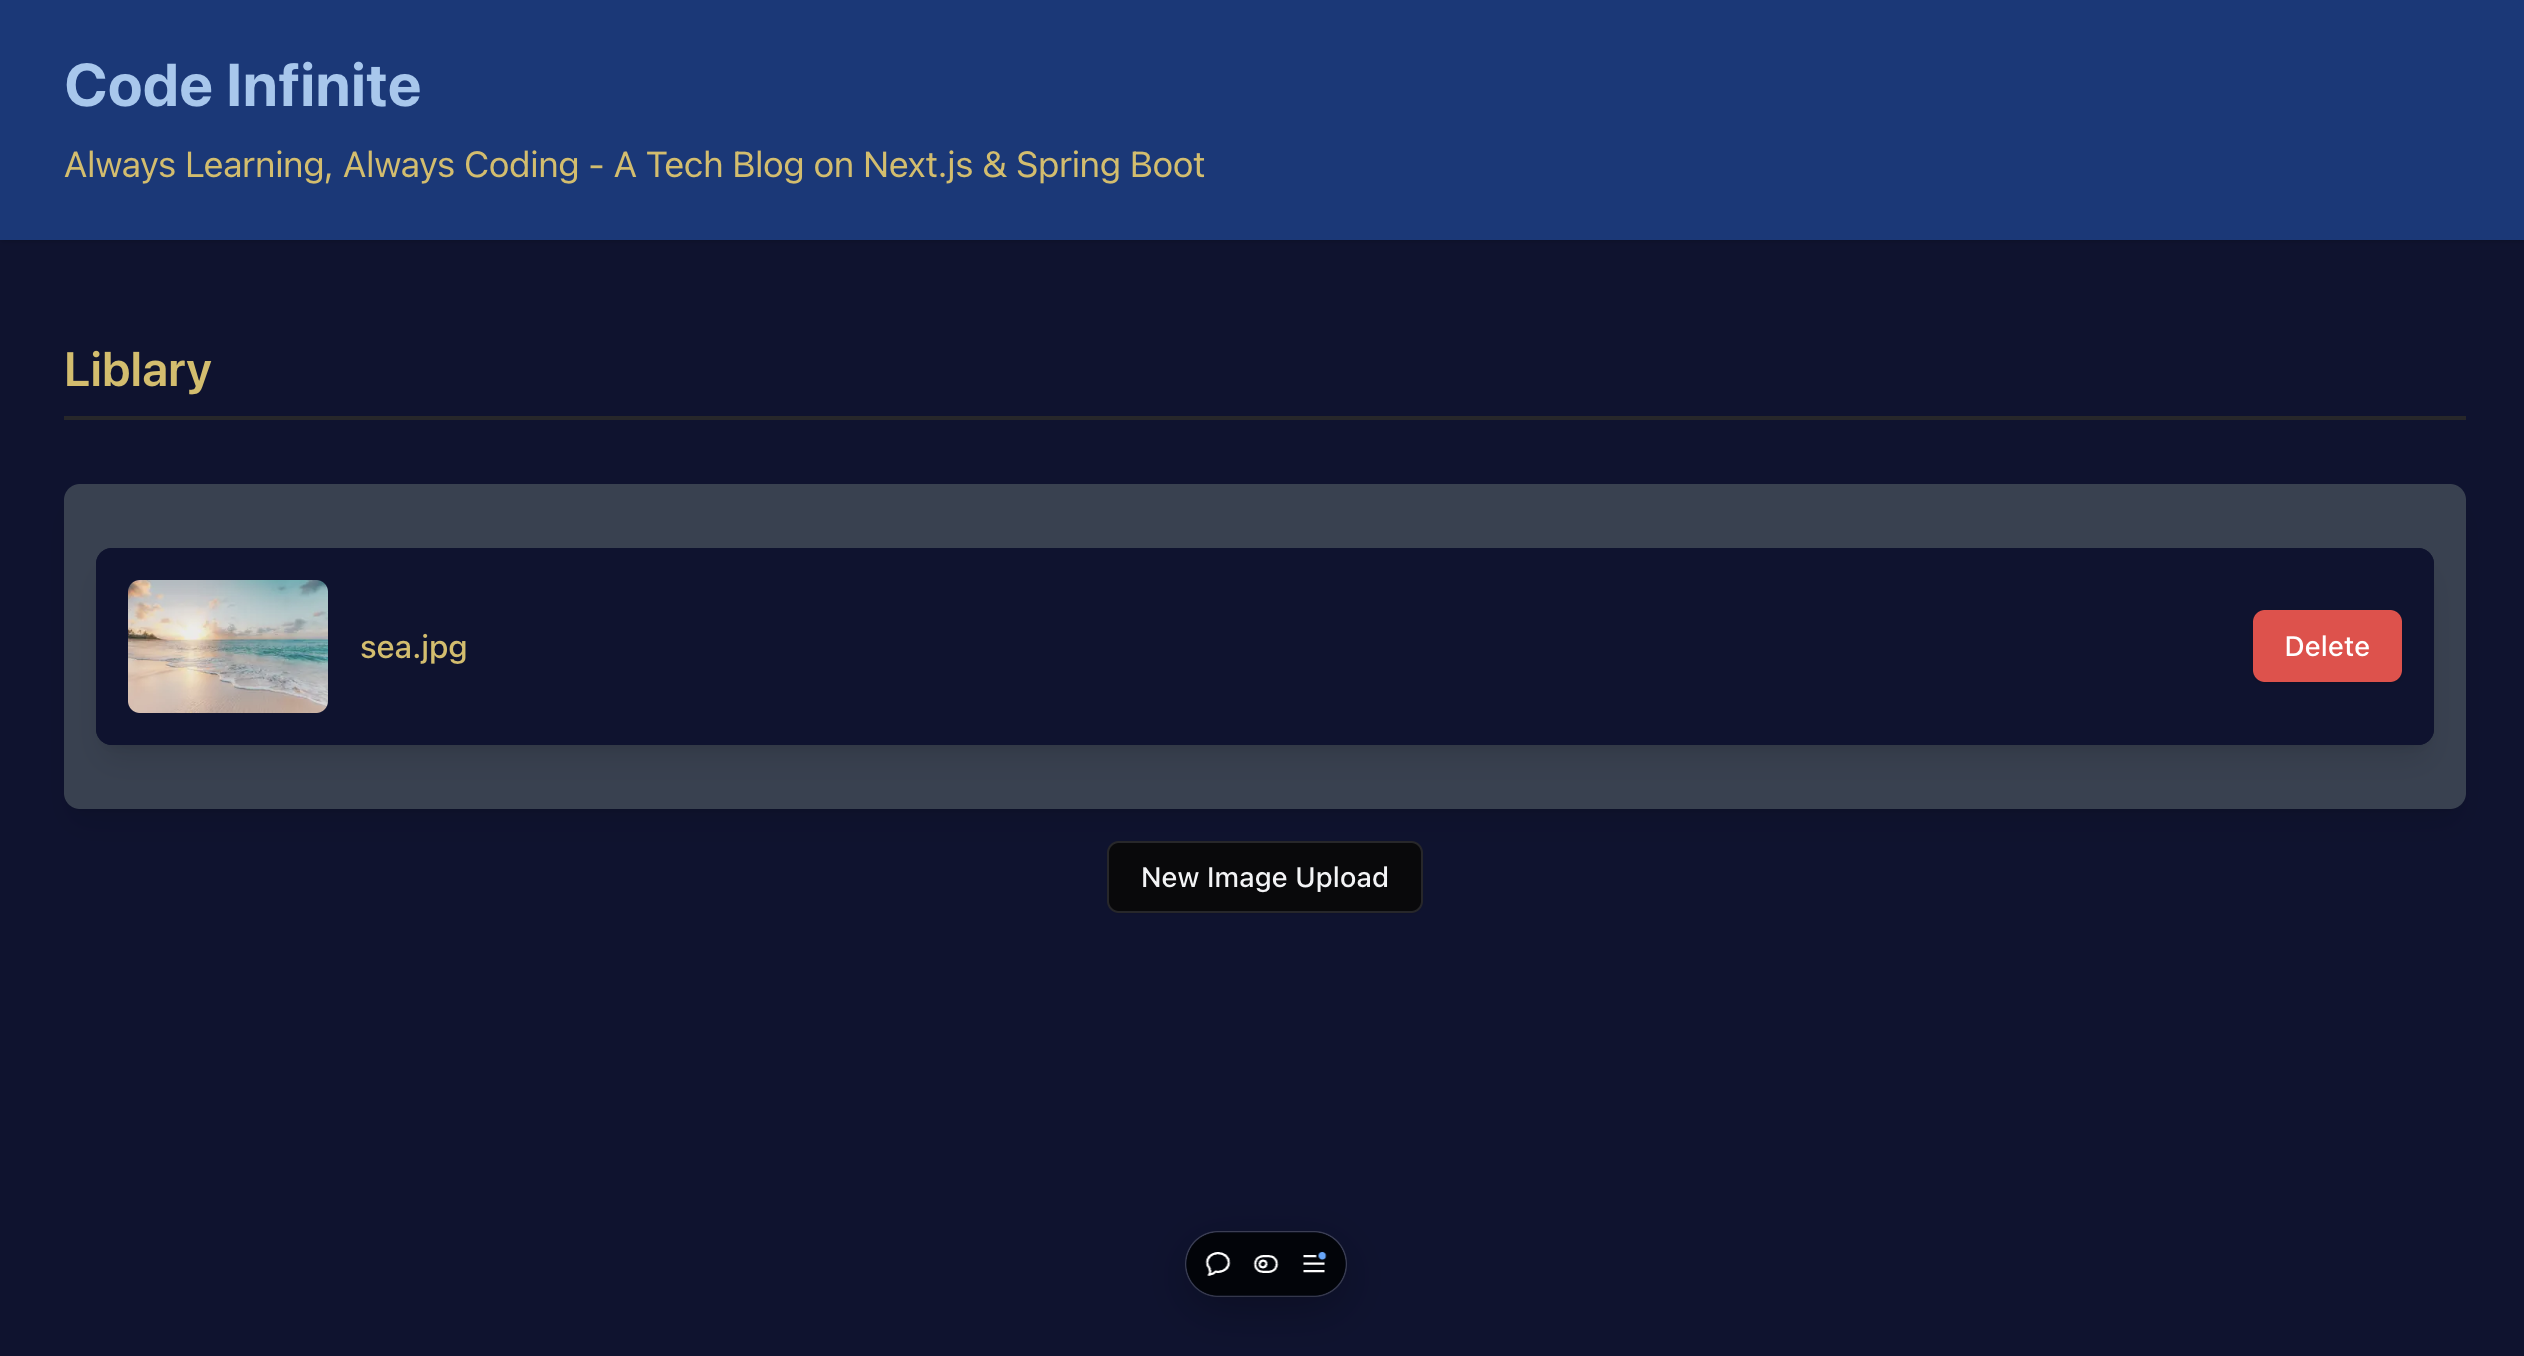 Code Infinite
Always Learning, Always Coding - A Tech Blog on Next.js & Spring Boot
Liblary
sea.jpg
Delete
New Image Upload